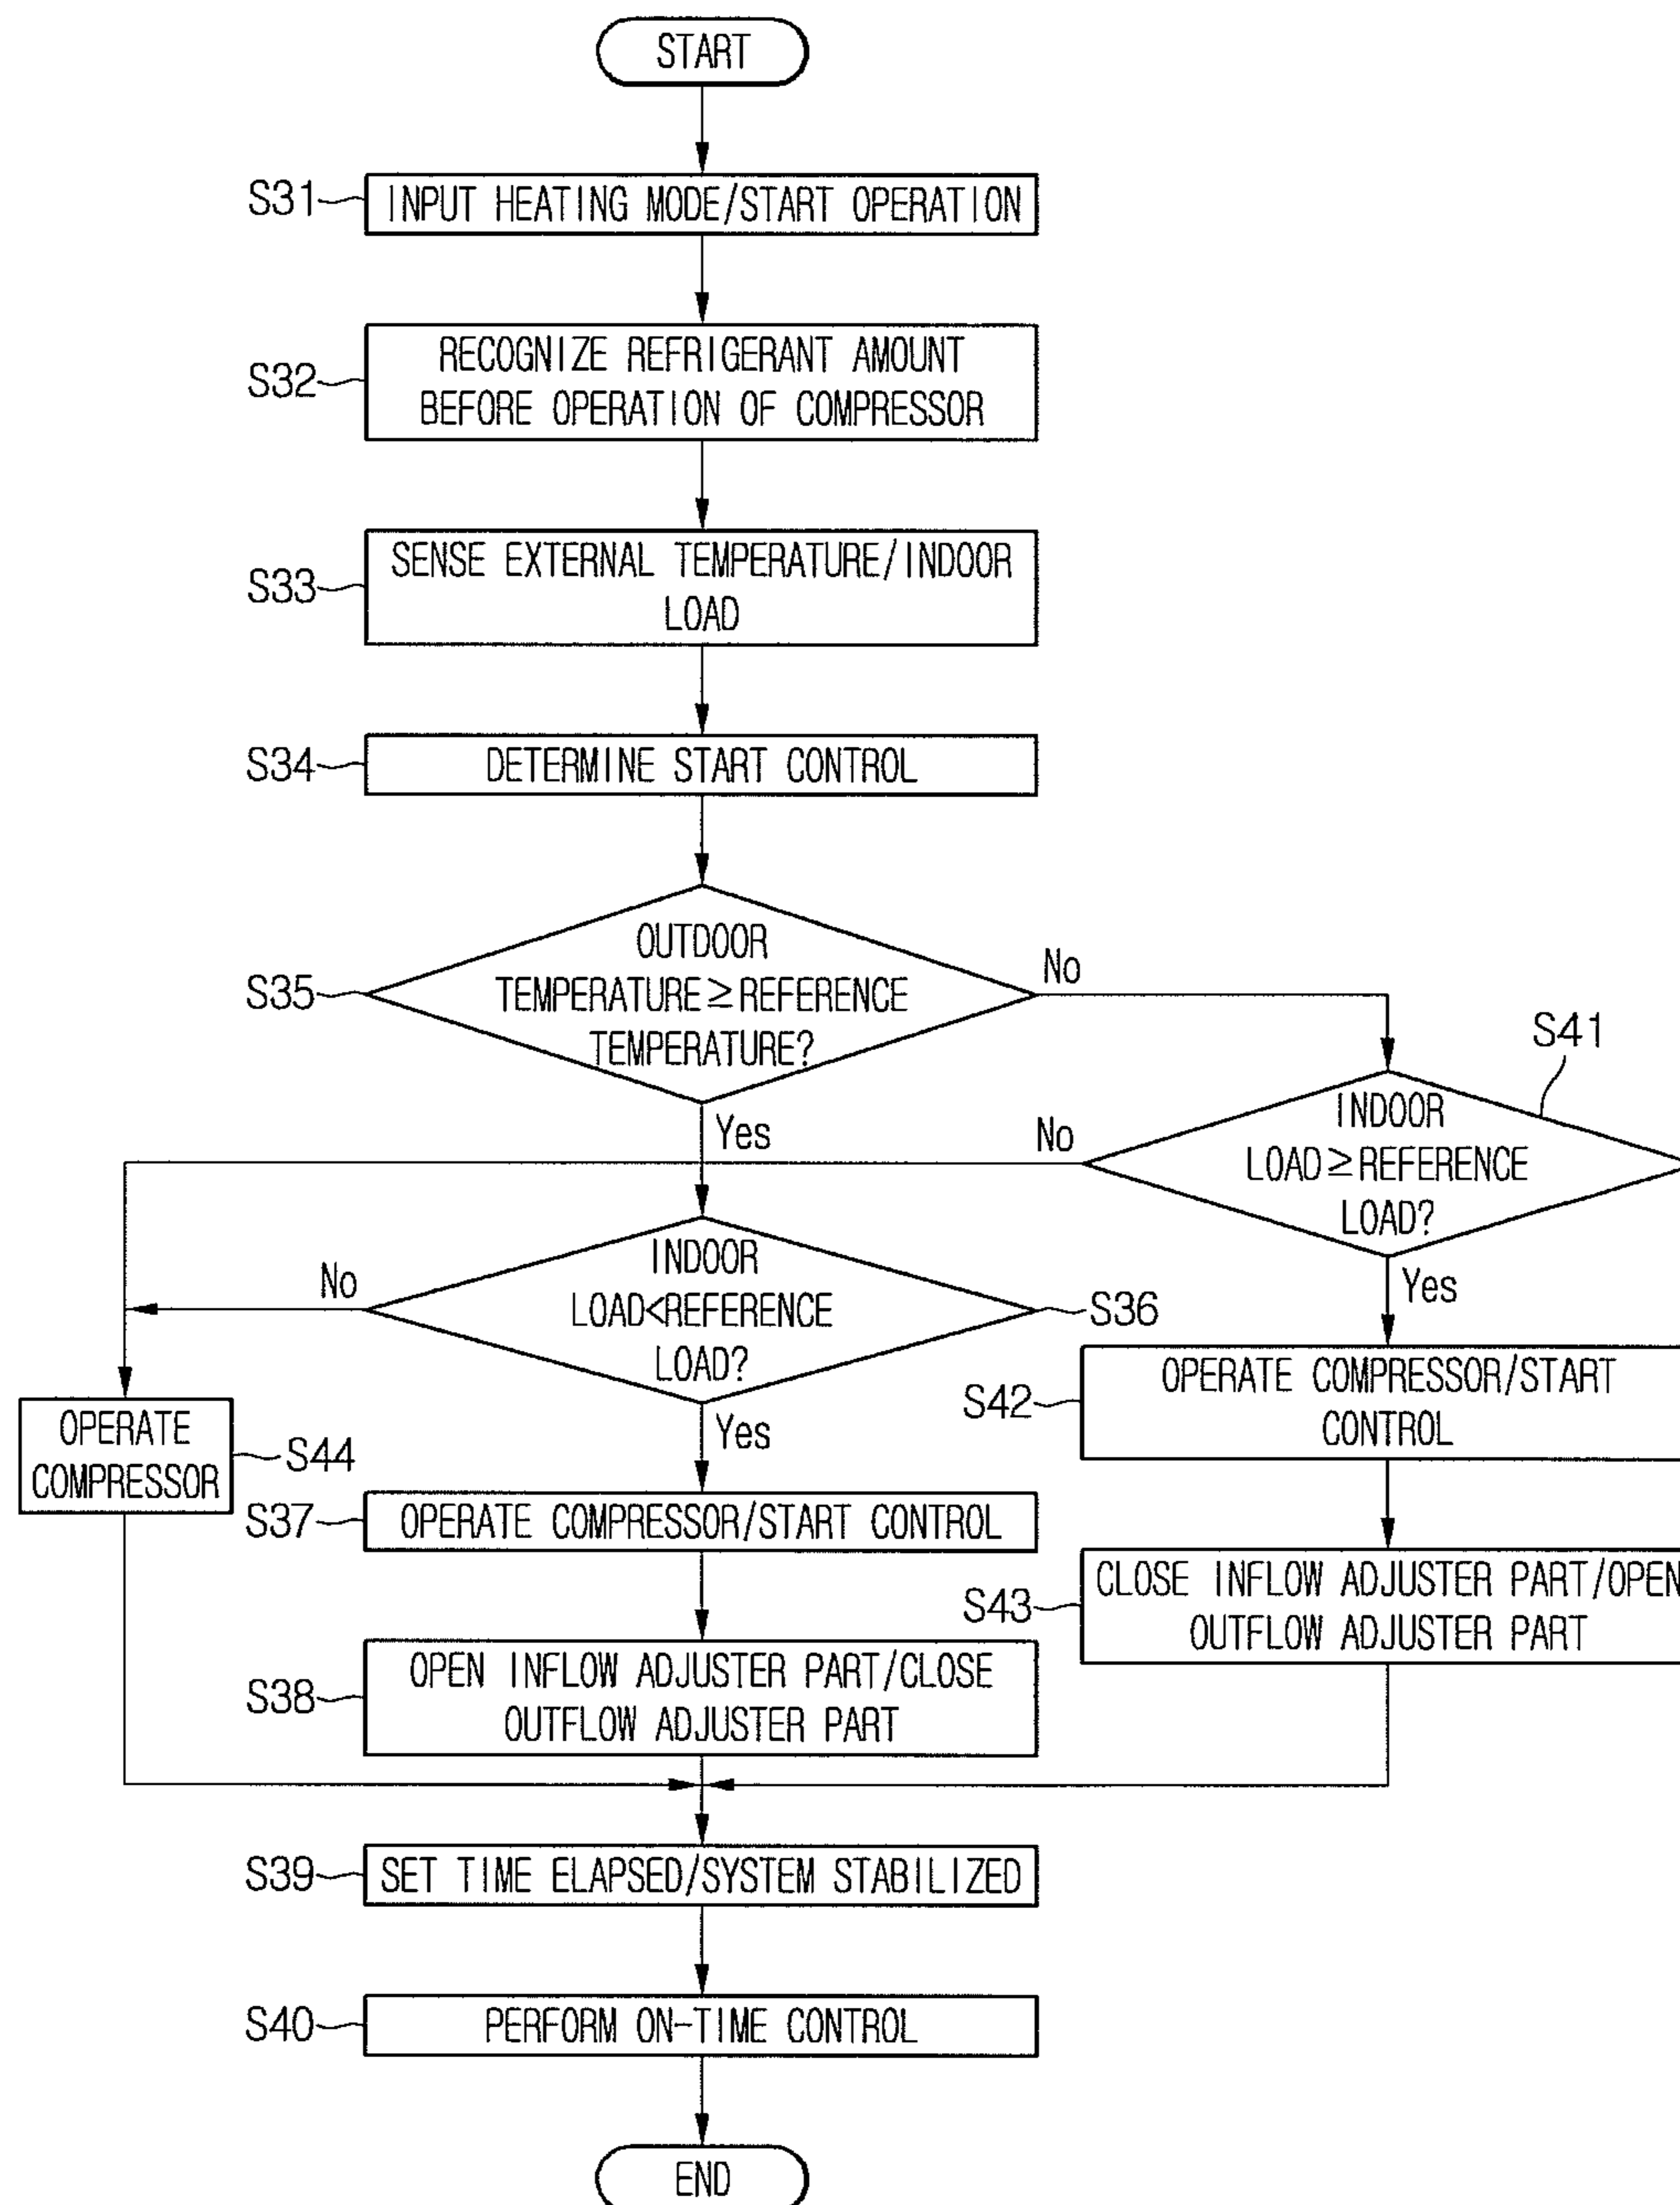 START
S31
INPUT HEATING MODE/START OPERATION
S32
RECOGNIZE REFRIGERANT AMOUNT
BEFORE OPERATION OF COMPRESSOR
S33
SENSE EXTERNAL TEMPERATURE/INDOOR
LOAD
S34
DETERMINE START CONTROL
S35
OUTDOOR
TEMPERATURE≥REFERENCE
TEMPERATURE?
No
Yes
S41
INDOOR
LOAD≥REFERENCE
LOAD?
No
Yes
INDOOR
LOAD<REFERENCE
LOAD?
S36
No
Yes
OPERATE
COMPRESSOR
S44
S42
OPERATE COMPRESSOR/START
CONTROL
S37
OPERATE COMPRESSOR/START CONTROL
S43
CLOSE INFLOW ADJUSTER PART/OPEN
OUTFLOW ADJUSTER PART
S38
OPEN INFLOW ADJUSTER PART/CLOSE
OUTFLOW ADJUSTER PART
S39
SET TIME ELAPSED/SYSTEM STABILIZED
S40
PERFORM ON-TIME CONTROL
END